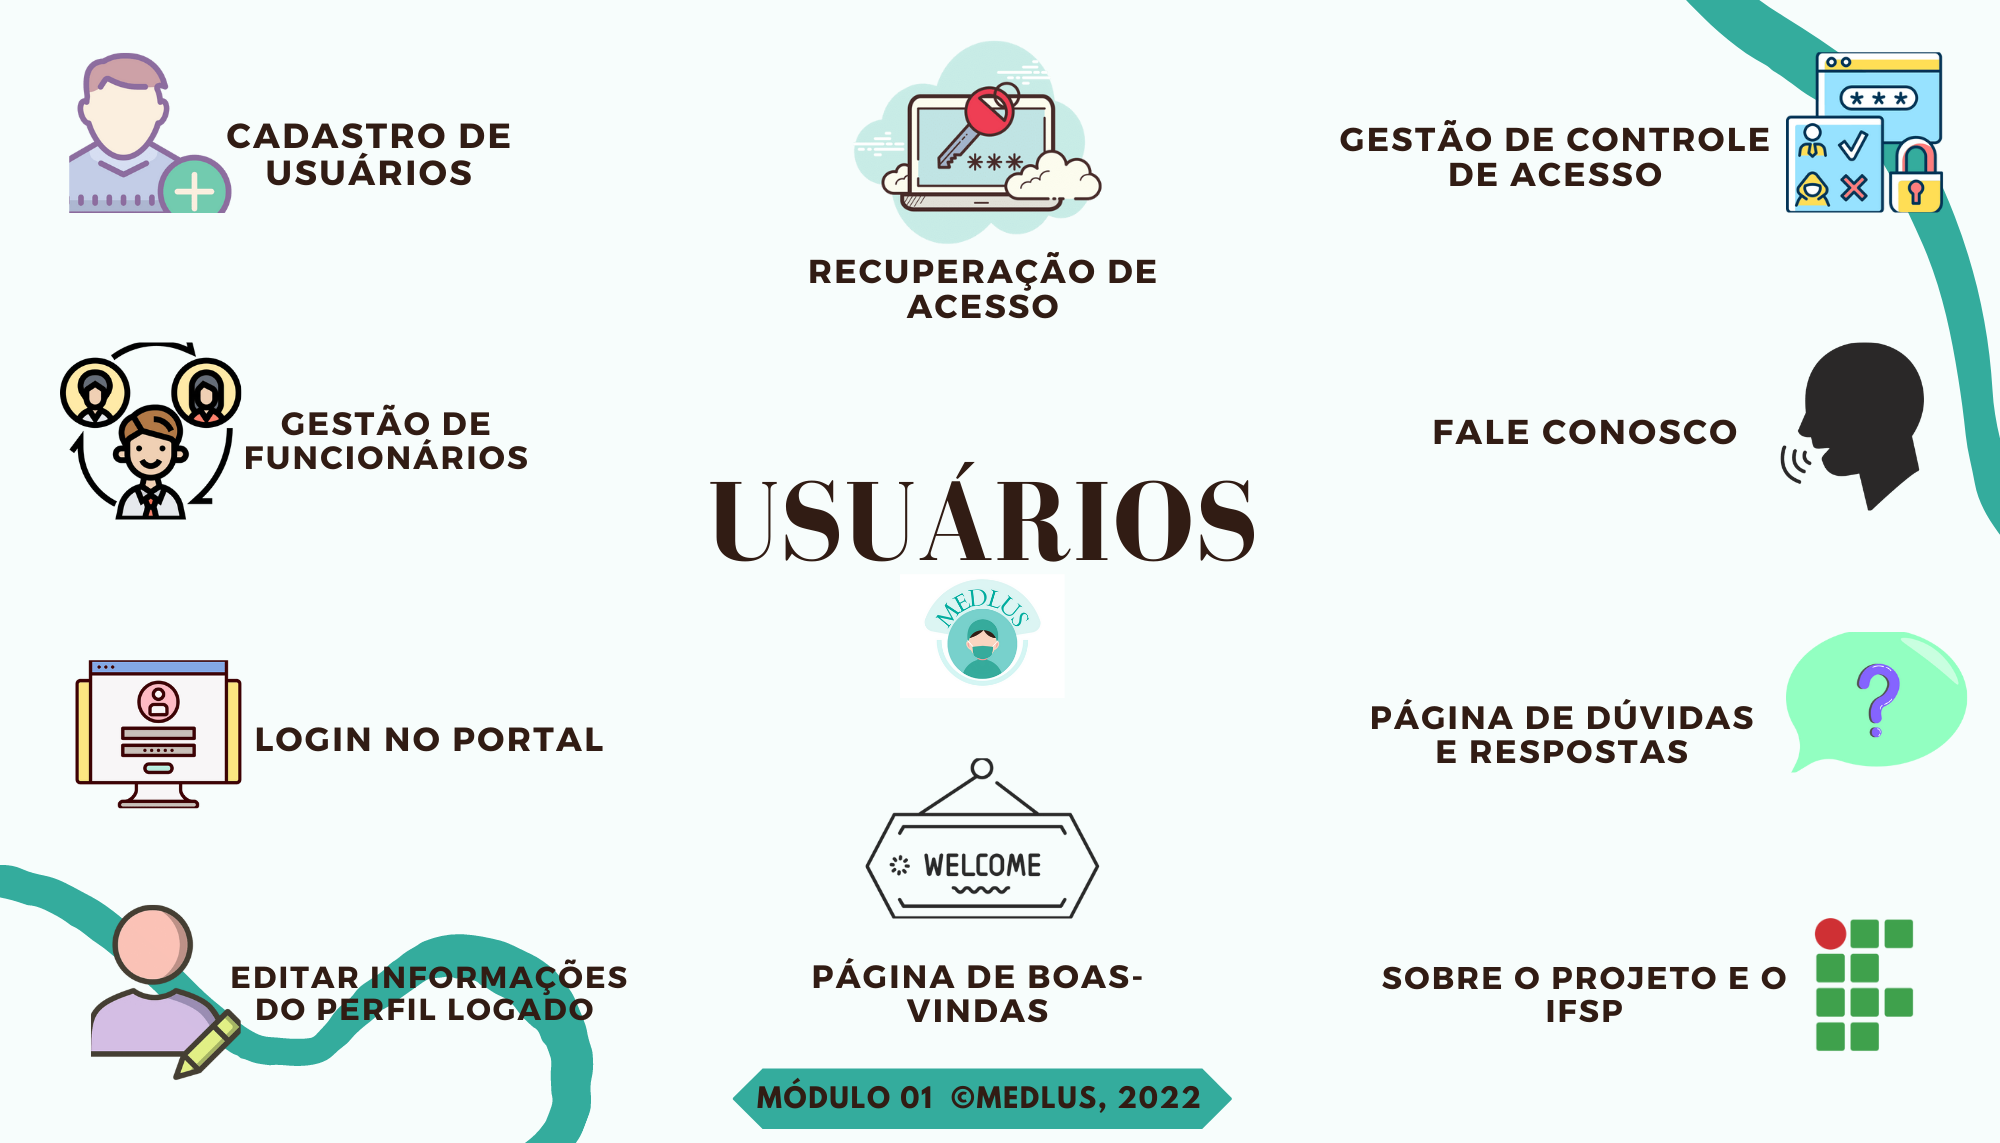 CADASTRO DE
USUÁRIOS
***
RECUPERAÇÃO DE
ACESSO
GESTÃO DE CONTROLE
DE ACESSO
***
GESTÃO DE
FUNCIONÁRIOS
FALE CONOSCO
USUÁRIOS
MEDLUS
LOGIN NO PORTAL
PÁGINA DE DÚVIDAS
E RESPOSTAS
?
WELCOME
EDITAR INFORMAÇÕES
DO PERFIL LOGADO
PÁGINA DE BOAS-
VINDAS
SOBRE O PROJETO E O
IFSP
MÓDULO 01 ©MEDLUS, 2022